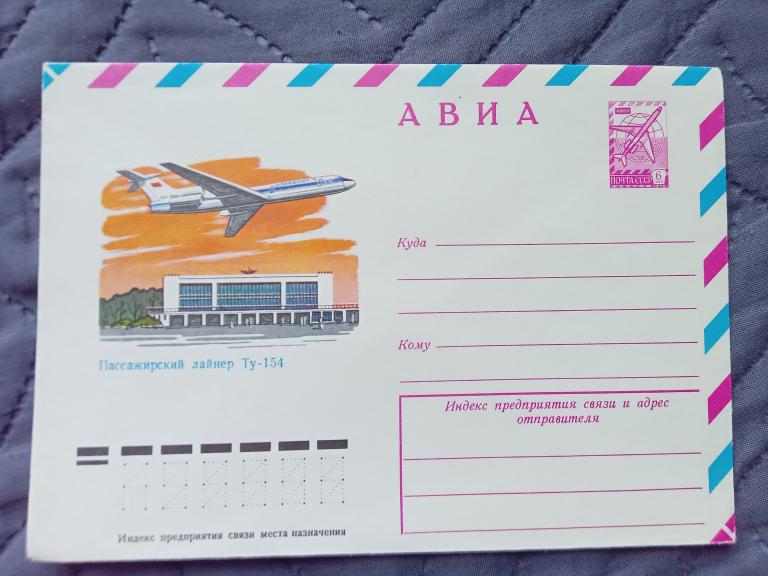 АВИА
АВИА
ПОЧТА СССР 6
Куда
Кому
Пассажирский лайнер Ту-154
Индекс предприятия связи и адрес
отправителя
Индекс предприятия связи места назначения